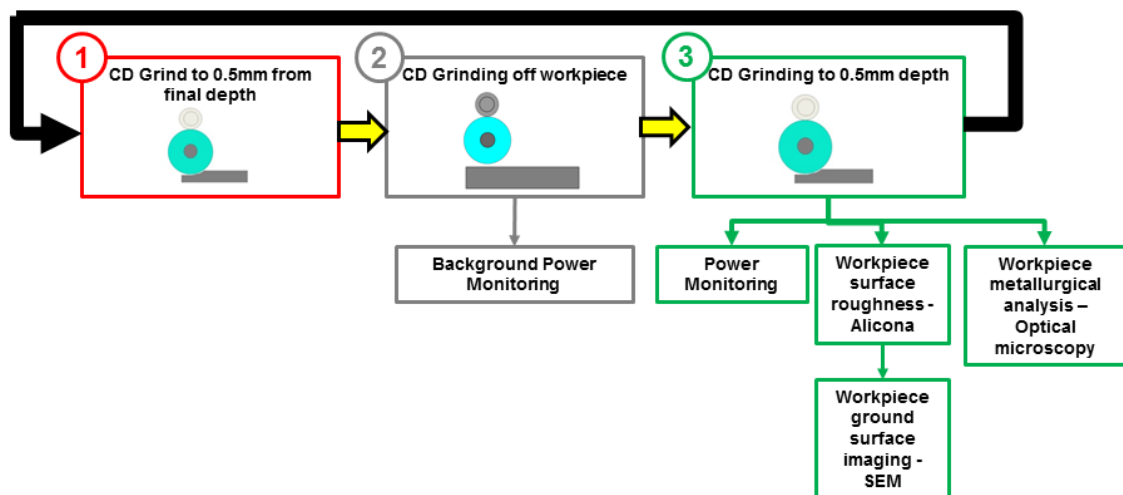 1
CD Grind to 0.5mm from
final depth
2
CD Grinding off workpiece
3
CD Grinding to 0.5mm depth
Background Power
Monitoring
Power
Monitoring
Workpiece
surface
roughness -
Alicona
Workpiece
metallurgical
analysis –
Optical
microscopy
Workpiece
ground
surface
imaging -
SEM